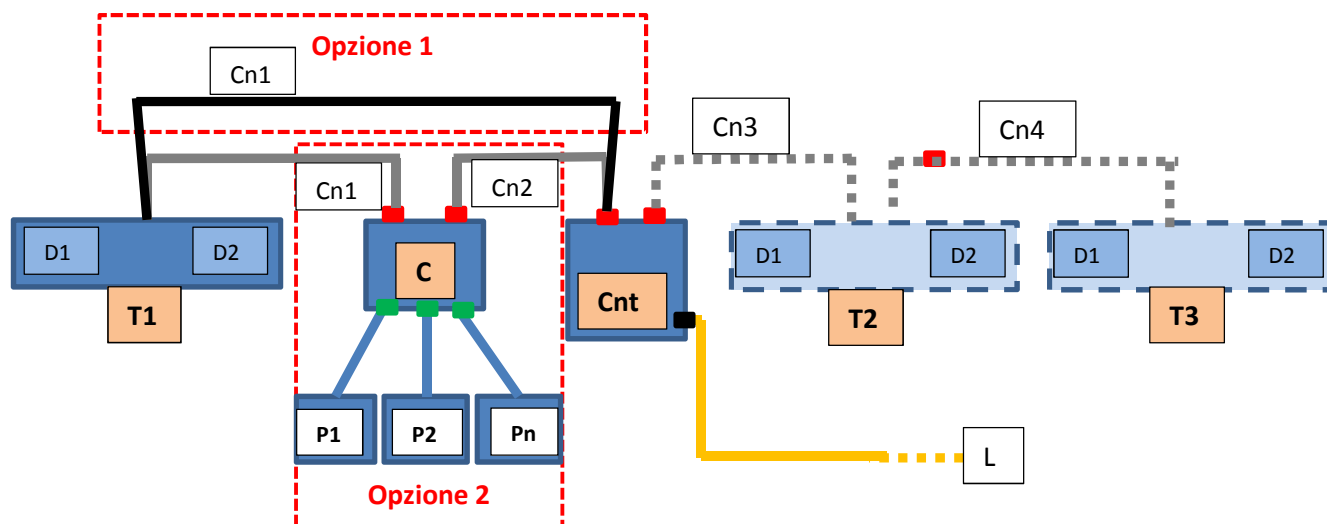 Opzione 1
Cn1
Cn3
Cn4
Cn1
Cn2
D1
D2
T1
C
Cnt
D1
D2
T2
D1
D2
T3
P1
P2
Pn
L
Opzione 2